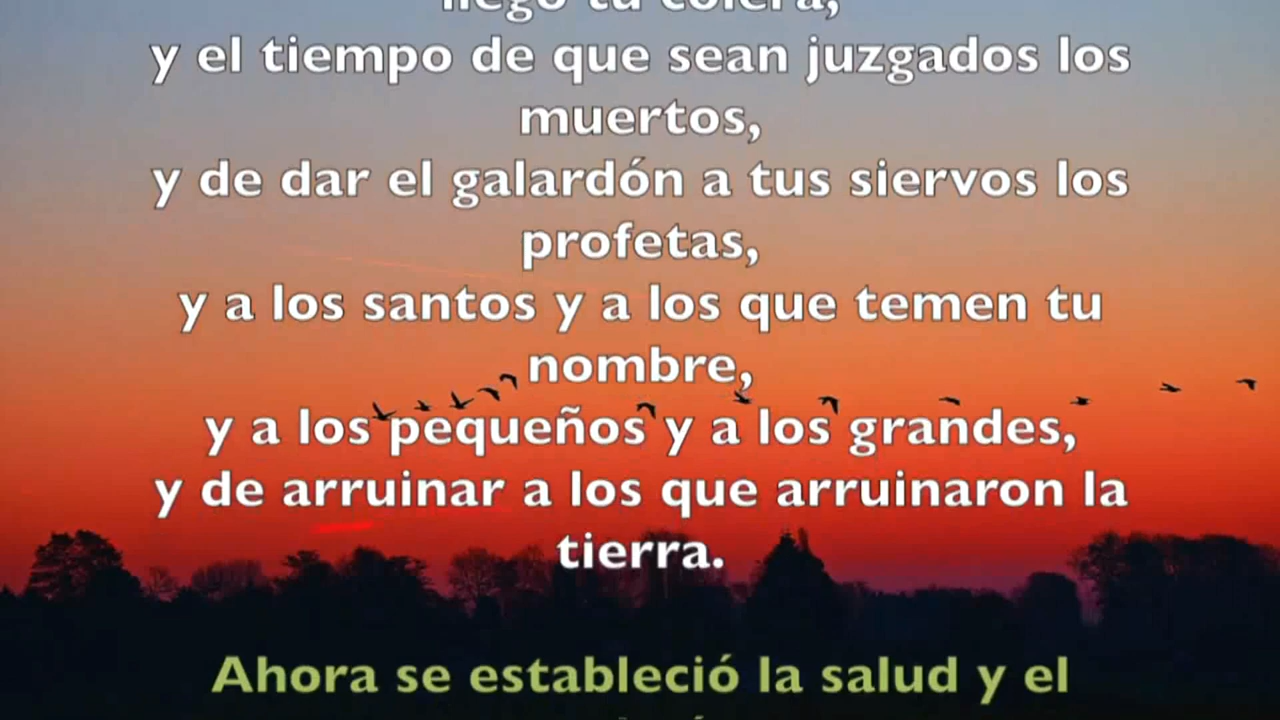 llegó tu cólera,
y el tiempo de que sean juzgados los
muertos,
y de dar el galardón a tus siervos los
profetas,
y a los santos y a los que temen tu
nombre,
y a los pequeños y a los grandes,
y de arruinar a los que arruinaron la
tierra.
Ahora se estableció la salud y el